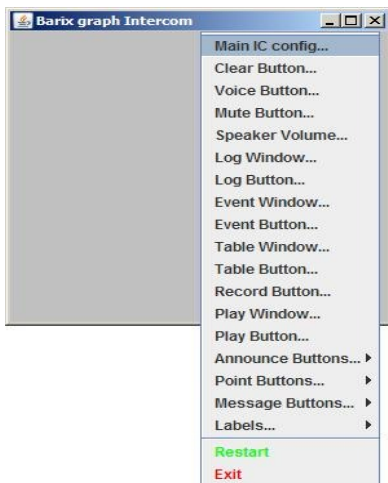 Barix graph Intercom
Main IC config...
Clear Button...
Voice Button...
Mute Button...
Speaker Volume...
Log Window...
Log Button...
Event Window...
Event Button...
Table Window...
Table Button...
Record Button...
Play Window...
Play Button...
Announce Buttons...
Point Buttons...
Message Buttons...
Labels...
Restart
Exit